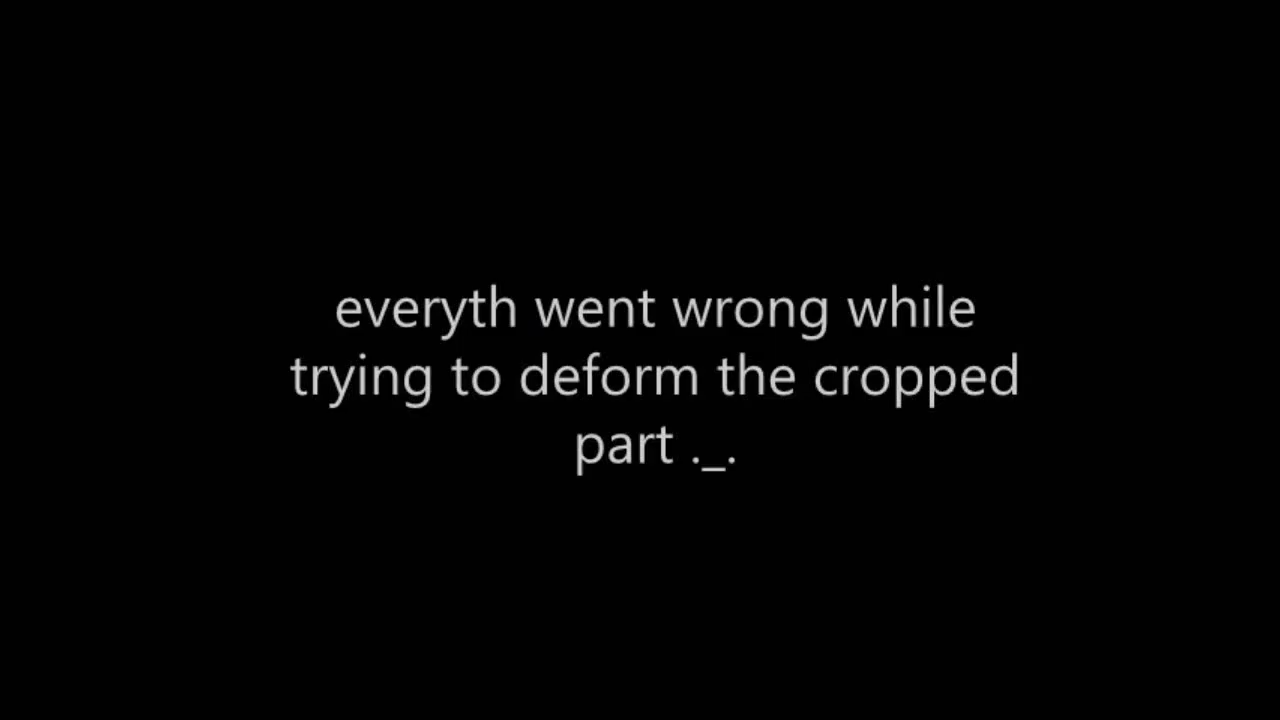 everyth went wrong while
trying to deform the cropped
part ._.